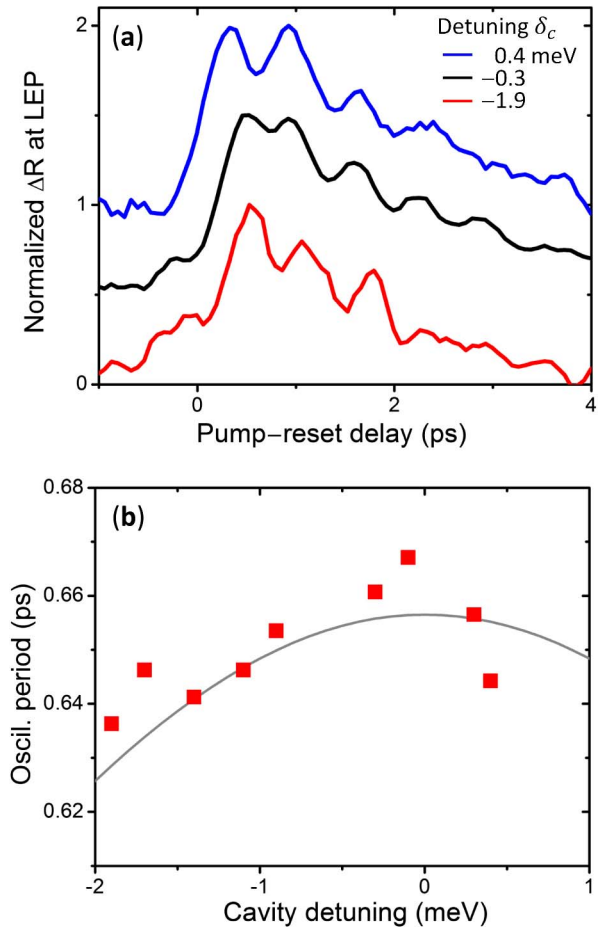 (a)
Detuning δc
0.4 meV
−0.3
−1.9
2
1
0
Normalized ΔR at LEP
0
2
4
Pump−reset delay (ps)
(b)
0.68
0.66
0.64
0.62
Oscil. period (ps)
-2
-1
0
1
Cavity detuning (meV)